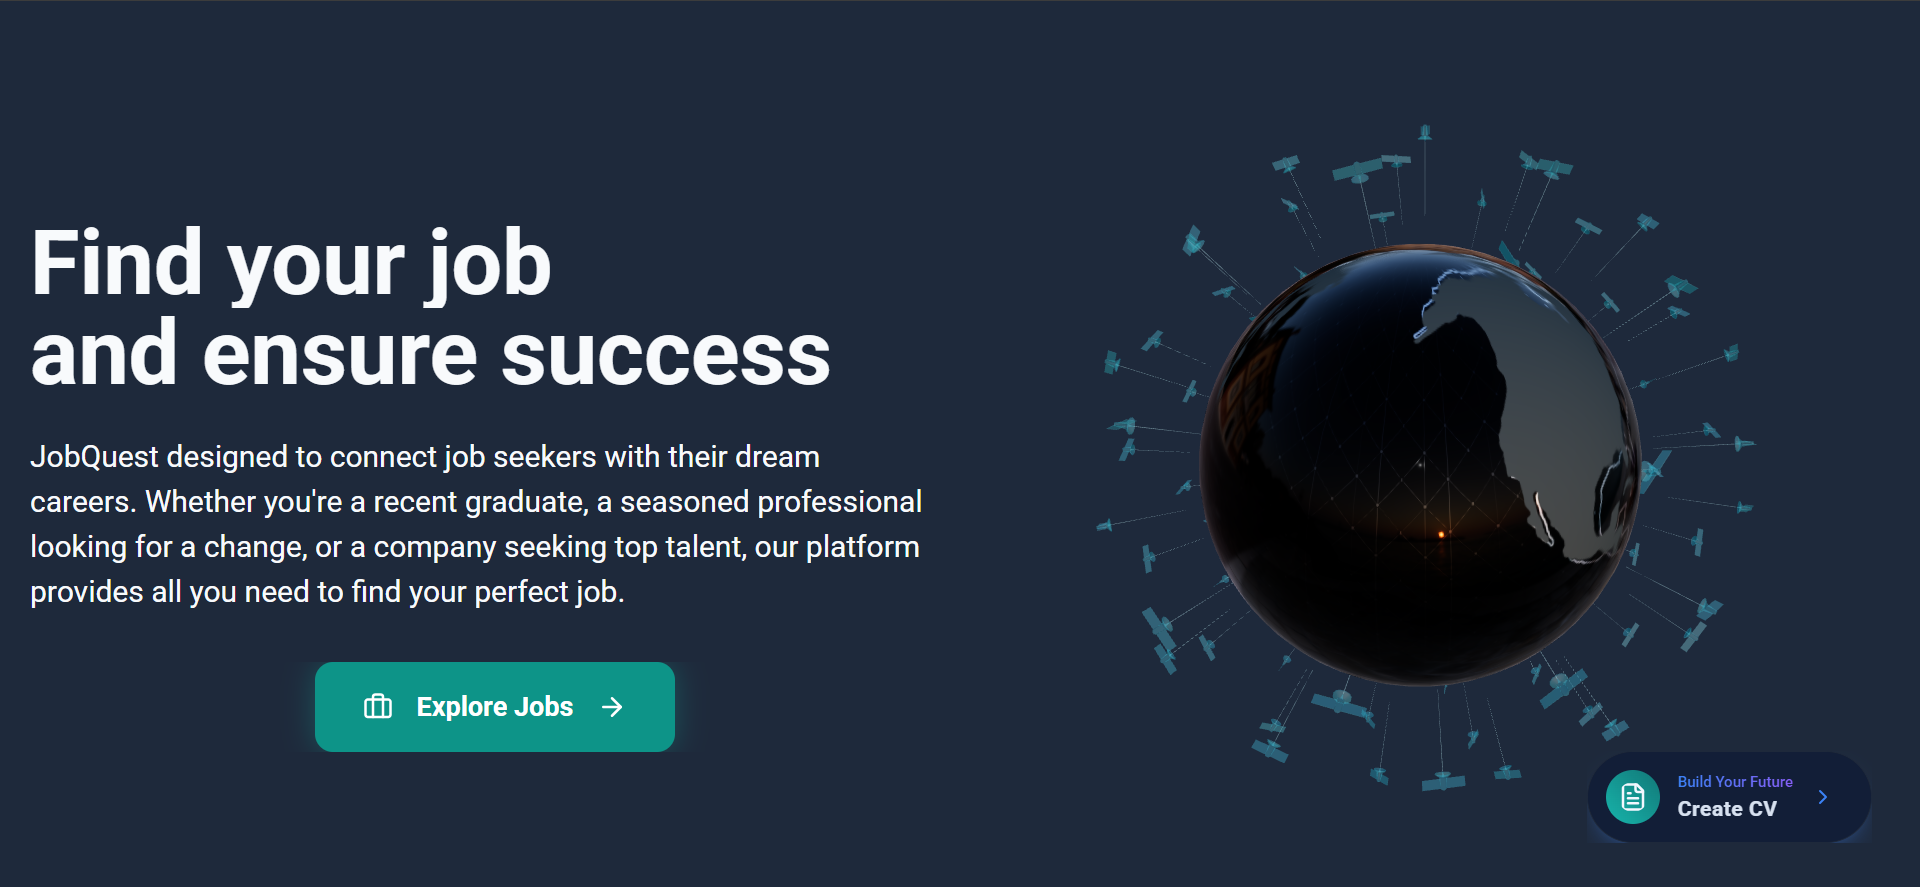 Find your job
and ensure success
JobQuest designed to connect job seekers with their dream
careers. Whether you're a recent graduate, a seasoned professional
looking for a change, or a company seeking top talent, our platform
provides all you need to find your perfect job.
Explore Jobs
Build Your Future
Create CV